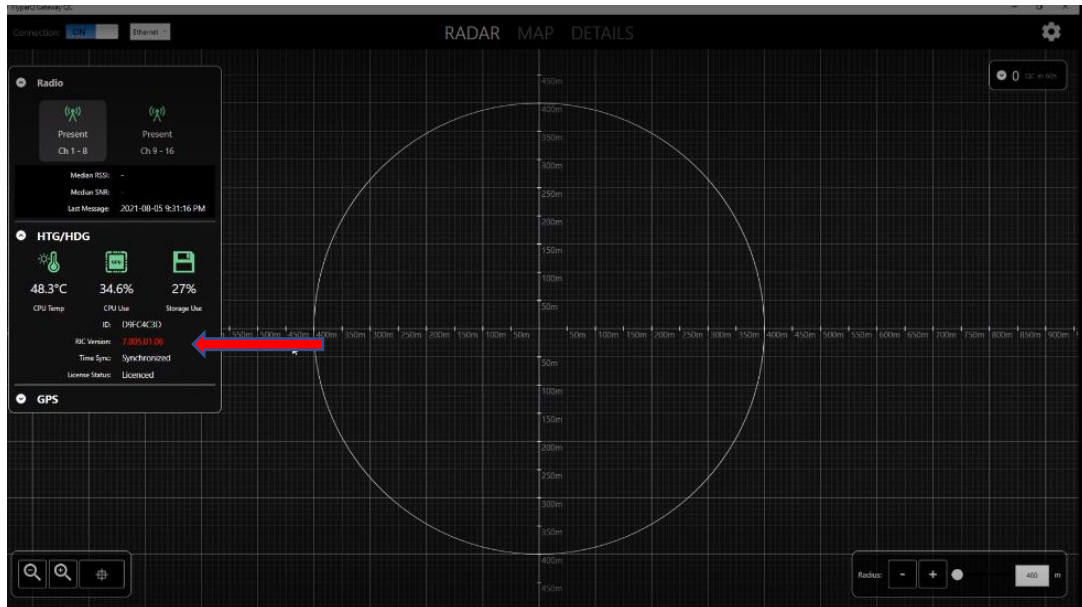 Connection: ON Ethernet
RADAR MAP DETAILS
0 QC in 60s
Radio
Present Present
Ch 1 - 8 Ch 9 - 16
Median RSSI: -
Median SNR: -
Last Message: 2021-08-05 9:31:16 PM
HTG/HDG
48.3°C 34.6% 27%
CPU Temp CPU Use Storage Use
ID: D9FC4C3D
RIC Version: 7.005.01.06
Time Sync: Synchronized
License Status: Licenced
GPS
450m
400m
350m
300m
250m
200m
150m
100m
50m
550m 500m 450m 400m 350m 300m 250m 200m 150m 100m 50m 50m 100m 150m 200m 250m 300m 350m 400m 450m 500m 550m 600m 650m 700m 750m 800m 850m 900m
50m
100m
150m
200m
250m
300m
350m
400m
450m
Radius: - + 400 m